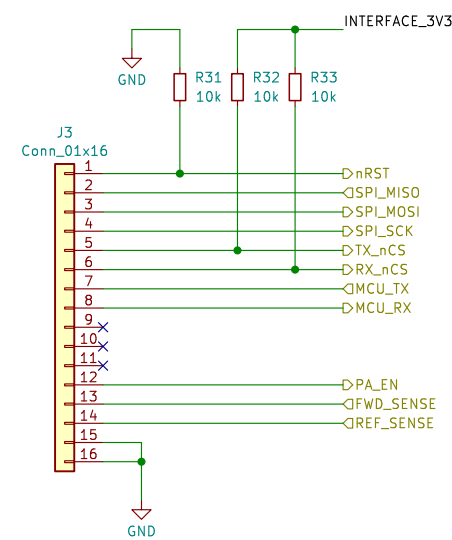 INTERFACE_3V3
GND
R31
10k
R32
10k
R33
10k
J3
Conn_01x16
1 nRST
2 SPI_MISO
3 SPI_MOSI
4 SPI_SCK
5 TX_nCS
6 RX_nCS
7 MCU_TX
8 MCU_RX
9
10
11
12 PA_EN
13 FWD_SENSE
14 REF_SENSE
15
16
GND